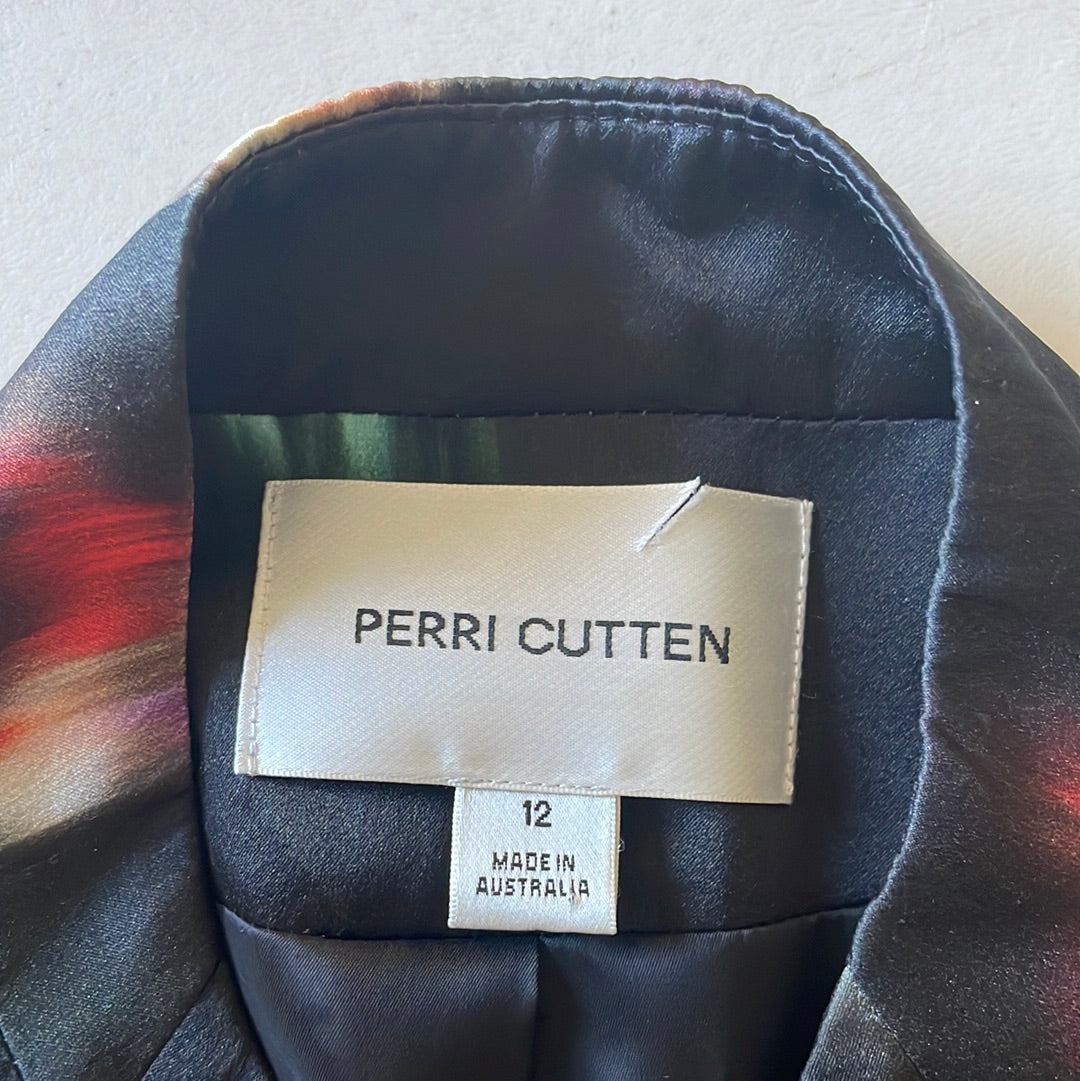 PERRI CUTTEN
12
MADE IN
AUSTRALIA